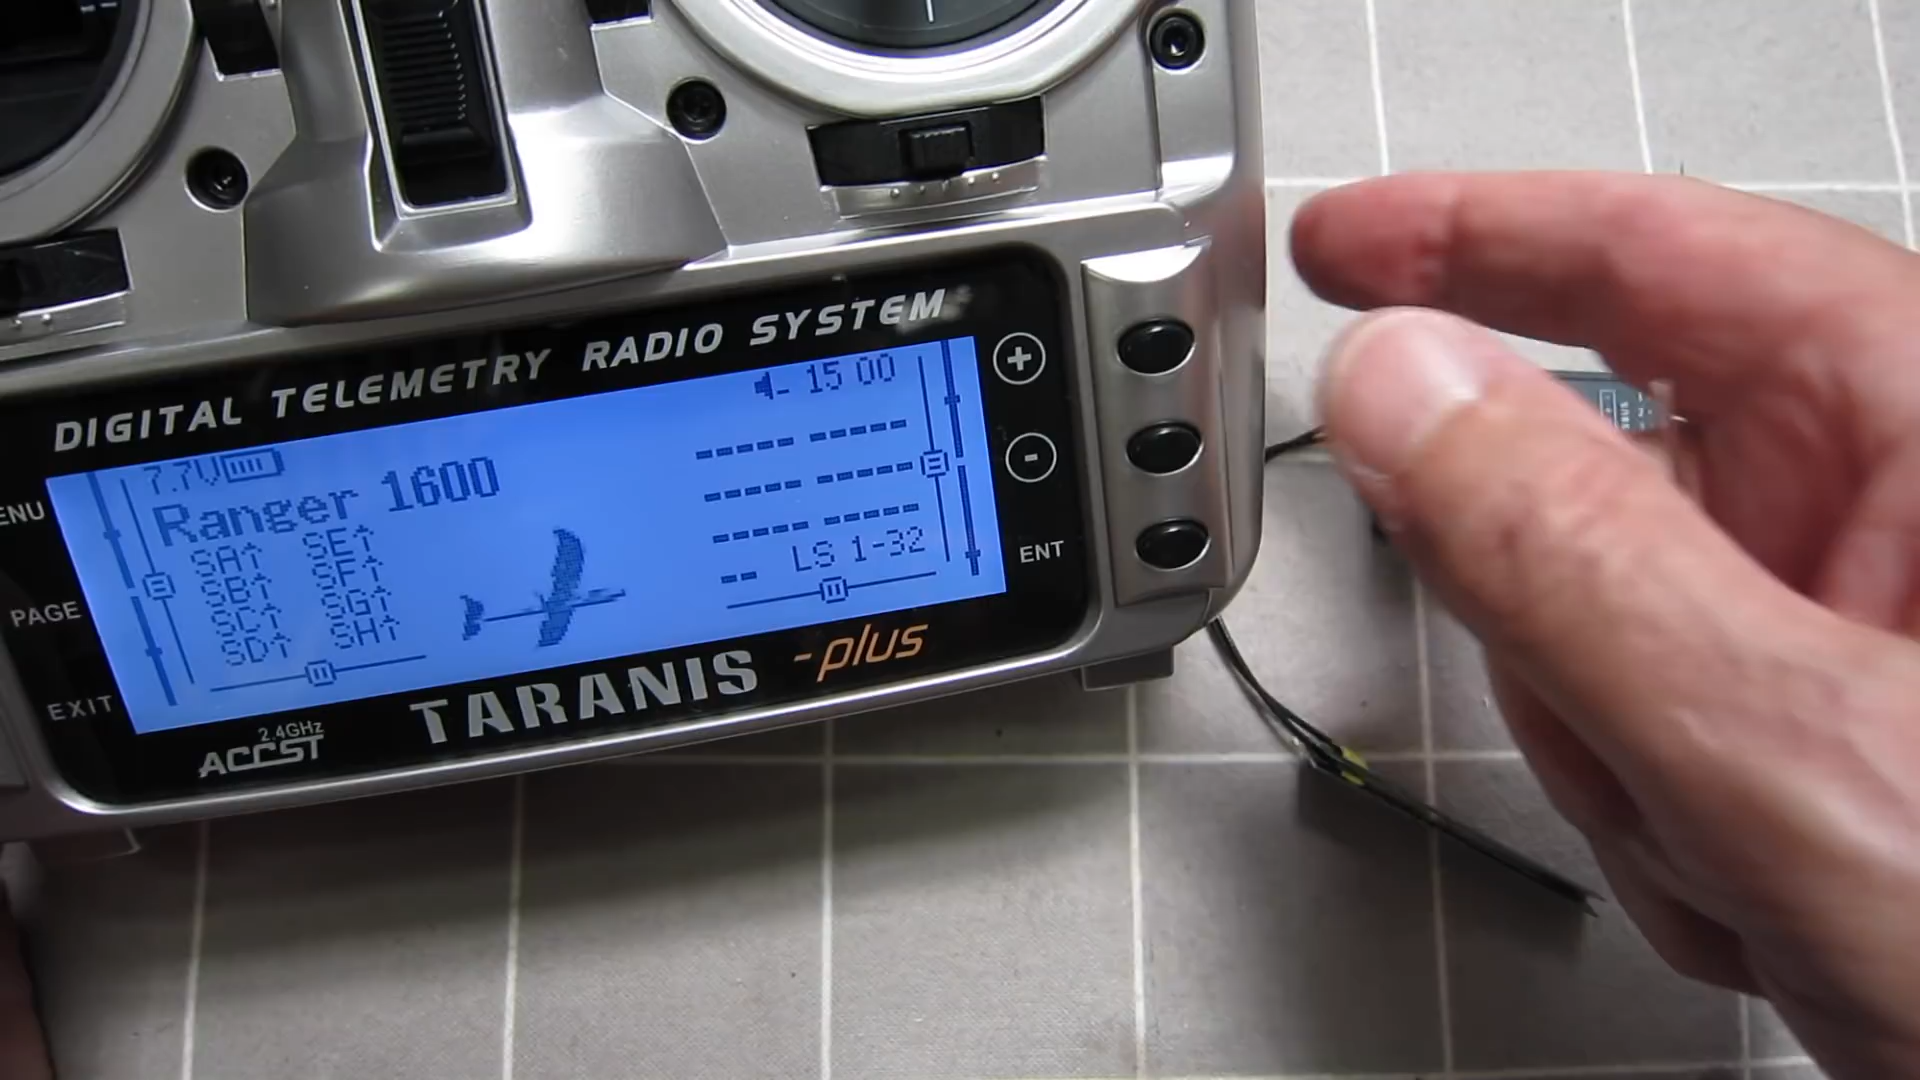 DIGITAL TELEMETRY RADIO SYSTEM
7.7V
15 00
Ranger 1600
SA↑ SE↑
SB↑ SF↑
SC↑ SG↑
SD↑ SH↑
-- ----- -----
----- -----
----- -----
----- -----
LS 1-32
--
+
-
ENT
ENU
PAGE
EXIT
2.4GHz
ACCST
TARANIS -plus